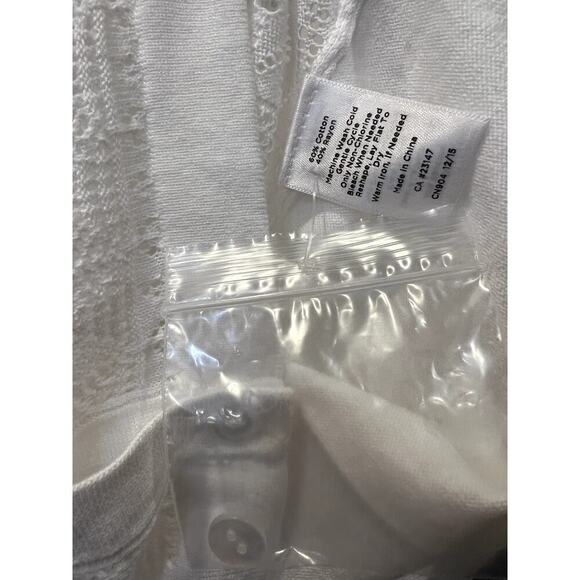 60% Cotton
40% Rayon
Machine Wash Cold
Gentle Cycle
Only Non-Chlorine
Bleach When Needed
Reshape, Lay Flat To
Dry
Warm Iron, If Needed
Made In China
CA #23147
CN904 12/15